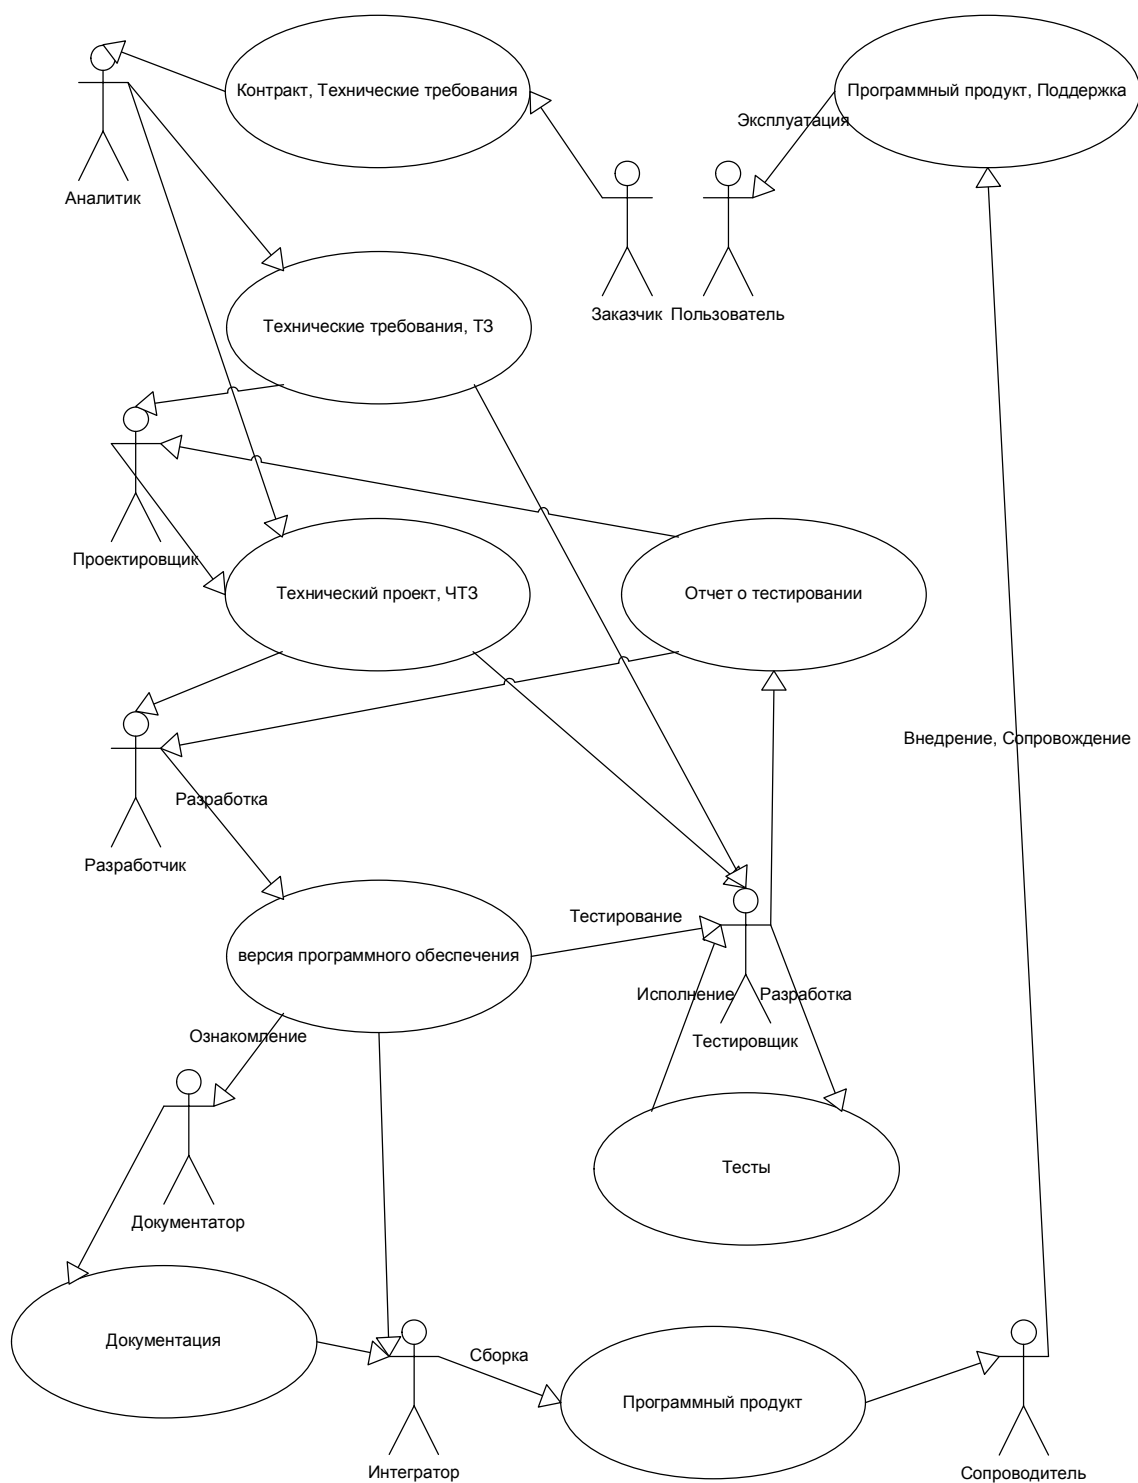 Контракт, Технические требования
Программный продукт, Поддержка
Эксплуатация
Аналитик
Заказчик
Пользователь
Технические требования, ТЗ
Проектировщик
Технический проект, ЧТЗ
Отчет о тестировании
Внедрение, Сопровождение
Разработка
Разработчик
Тестирование
версия программного обеспечения
Исполнение
Разработка
Ознакомление
Тестировщик
Тесты
Документатор
Документация
Сборка
Программный продукт
Интегратор
Сопроводитель